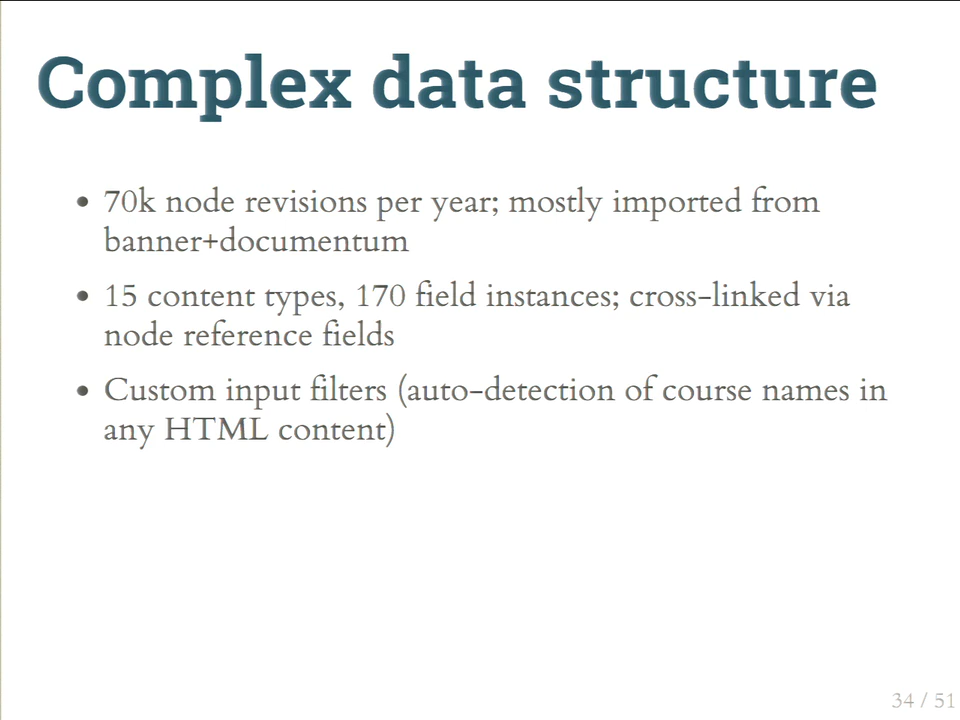 Complex data structure
• 70k node revisions per year; mostly imported from
banner+documentum
• 15 content types, 170 field instances; cross-linked via
node reference fields
• Custom input filters (auto-detection of course names in
any HTML content)
34 / 51